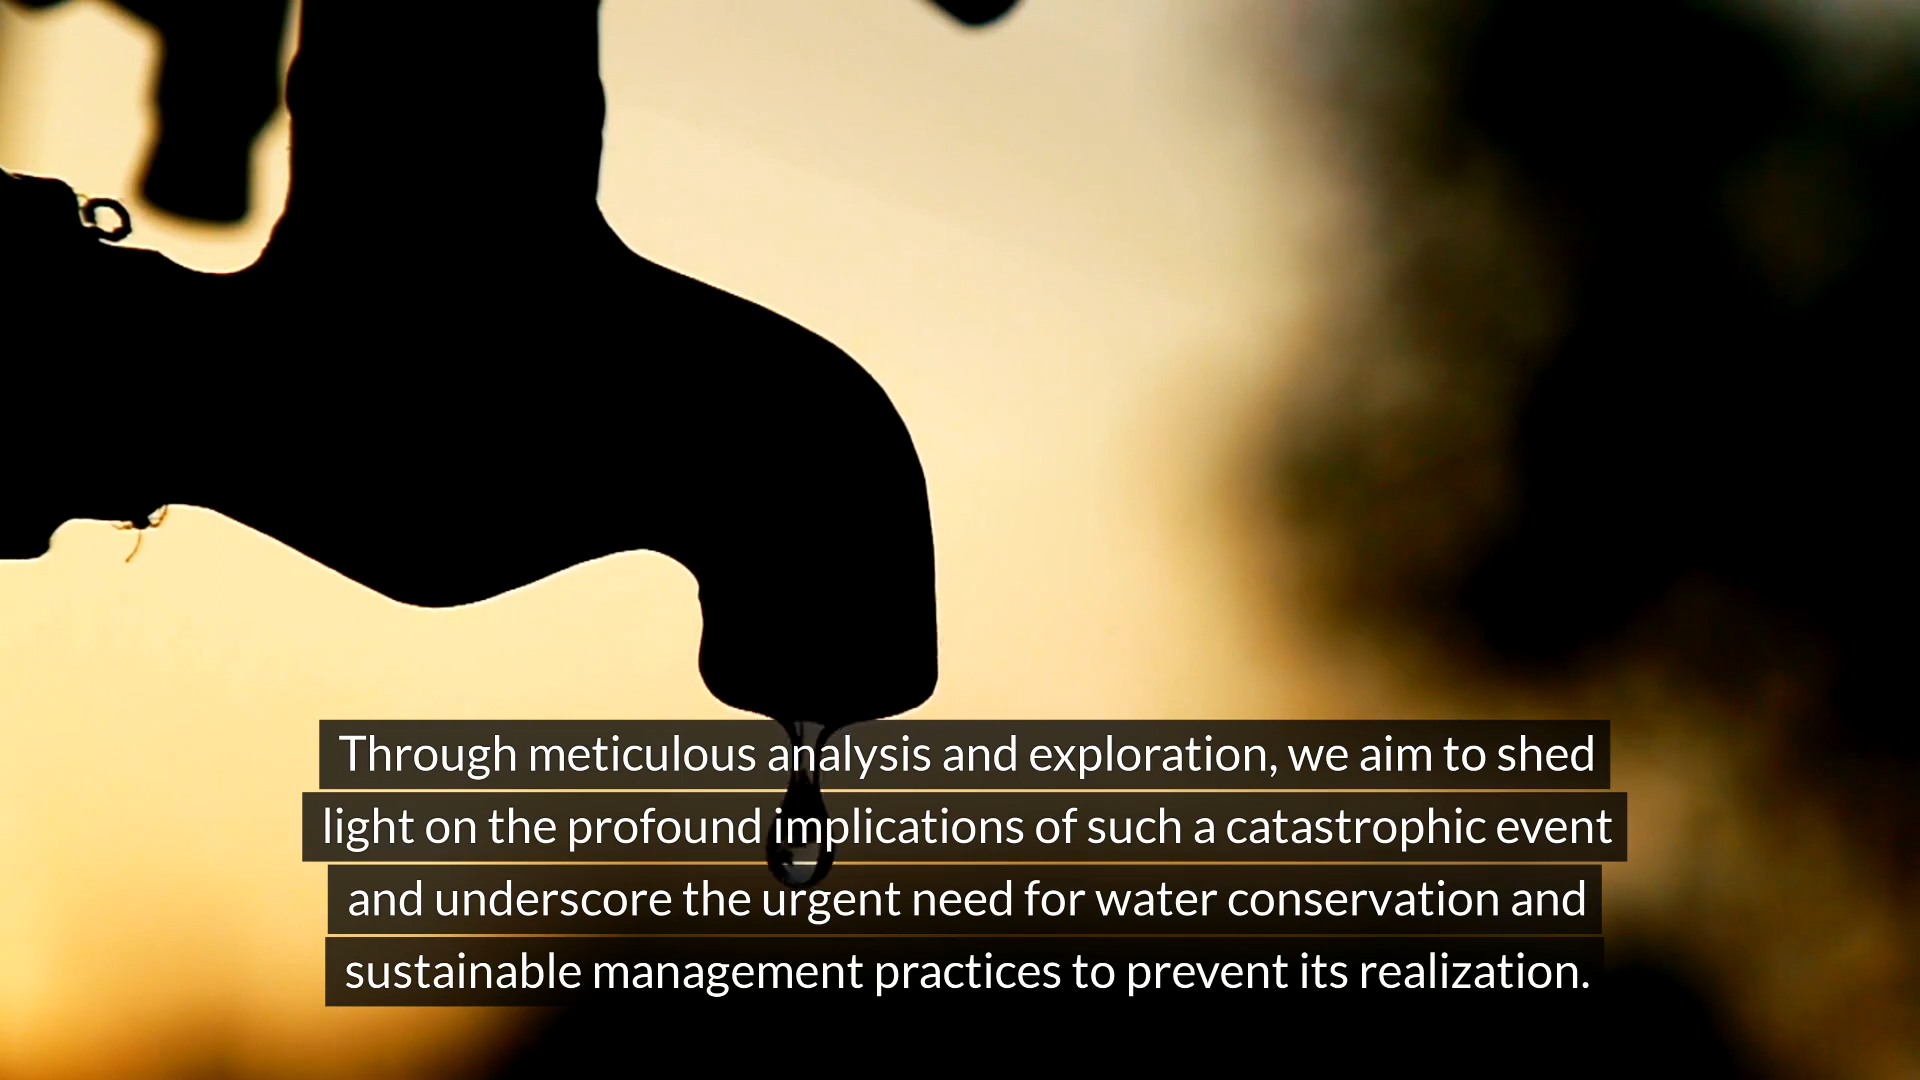 Through meticulous analysis and exploration, we aim to shed
light on the profound implications of such a catastrophic event
and underscore the urgent need for water conservation and
sustainable management practices to prevent its realization.